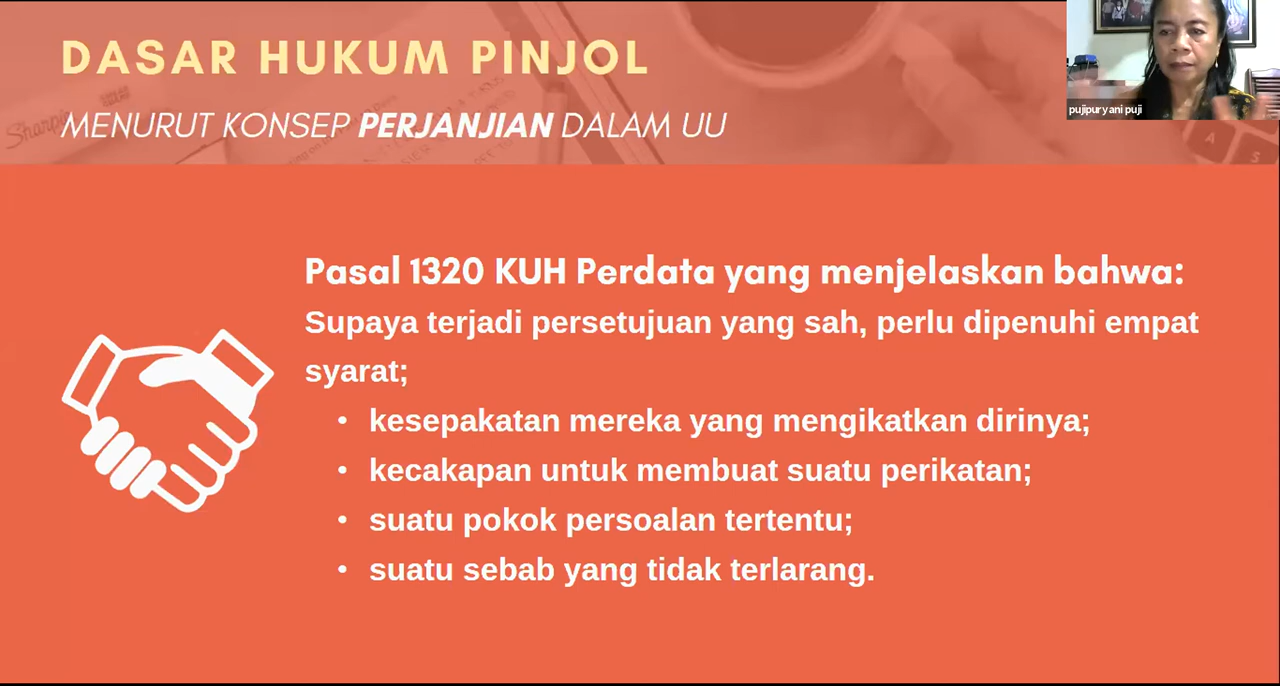 DASAR HUKUM PINJOL
MENURUT KONSEP PERJANJIAN DALAM UU
pujipuryani puji
Sharpie
Pasal 1320 KUH Perdata yang menjelaskan bahwa:
Supaya terjadi persetujuan yang sah, perlu dipenuhi empat
syarat;
• kesepakatan mereka yang mengikatkan dirinya;
• kecakapan untuk membuat suatu perikatan;
• suatu pokok persoalan tertentu;
• suatu sebab yang tidak terlarang.